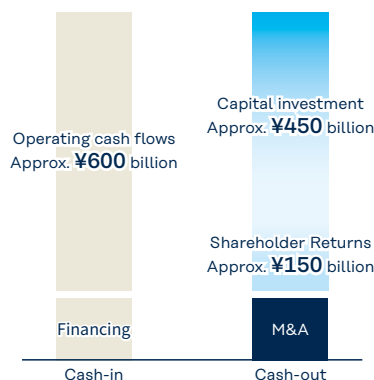 Capital investment
Approx. ¥450 billion
Operating cash flows
Approx. ¥600 billion
Shareholder Returns
Approx. ¥150 billion
Financing
M&A
Cash-in
Cash-out